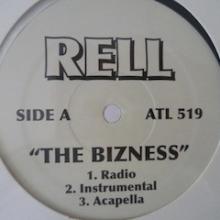 RELL
SIDE A
ATL 519
"THE BIZNESS"
1. Radio
2. Instrumental
3. Acapella